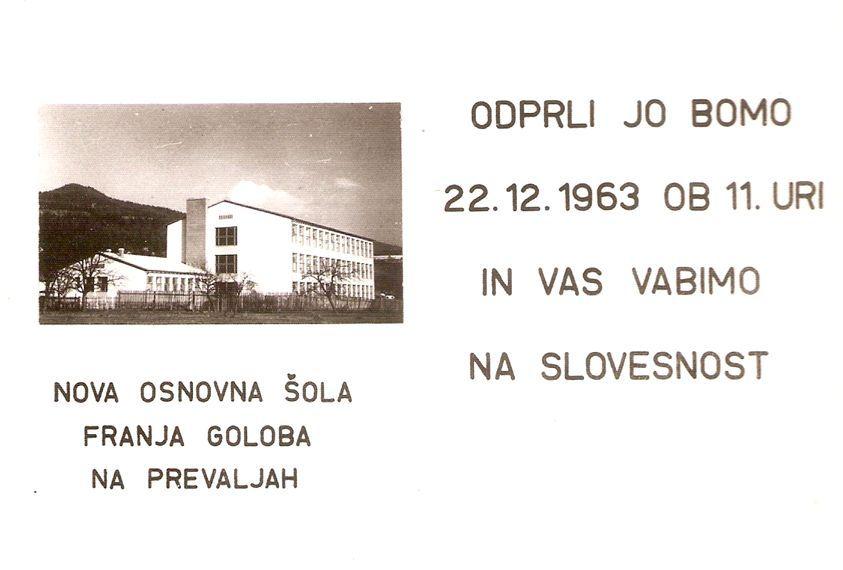 NOVA OSNOVNA ŠOLA
FRANJA GOLOBA
NA PREVALJAH
ODPRLI JO BOMO
22.12.1963 OB 11. URI
IN VAS VABIMO
NA SLOVESNOST